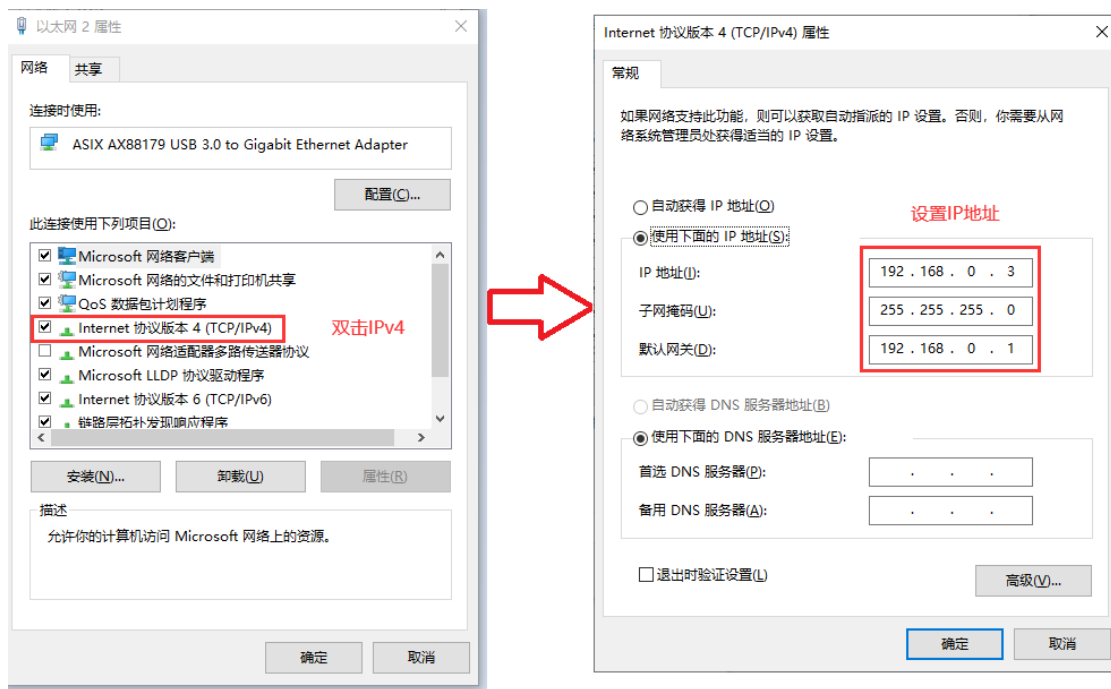 以太网 2 属性
网络
共享
连接时使用:
ASIX AX88179 USB 3.0 to Gigabit Ethernet Adapter
配置(C)...
此连接使用下列项目(O):
Microsoft 网络客户端
Microsoft 网络的文件和打印机共享
QoS 数据包计划程序
Internet 协议版本 4 (TCP/IPv4)
双击IPv4
Microsoft 网络适配器多路传送器协议
Microsoft LLDP 协议驱动程序
Internet 协议版本 6 (TCP/IPv6)
链路层拓扑发现响应程序
安装(N)...
卸载(U)
属性(R)
描述
允许你的计算机访问 Microsoft 网络上的资源。
确定
取消
Internet 协议版本 4 (TCP/IPv4) 属性
常规
如果网络支持此功能，则可以获取自动指派的 IP 设置。否则，你需要从网
络系统管理员处获得适当的 IP 设置。
自动获得 IP 地址(O)
设置IP地址
使用下面的 IP 地址(S):
IP 地址(I):
192 . 168 . 0 . 3
子网掩码(U):
255 . 255 . 255 . 0
默认网关(D):
192 . 168 . 0 . 1
自动获得 DNS 服务器地址(B)
使用下面的 DNS 服务器地址(E):
首选 DNS 服务器(P):
. . .
备用 DNS 服务器(A):
. . .
退出时验证设置(L)
高级(V)...
确定
取消